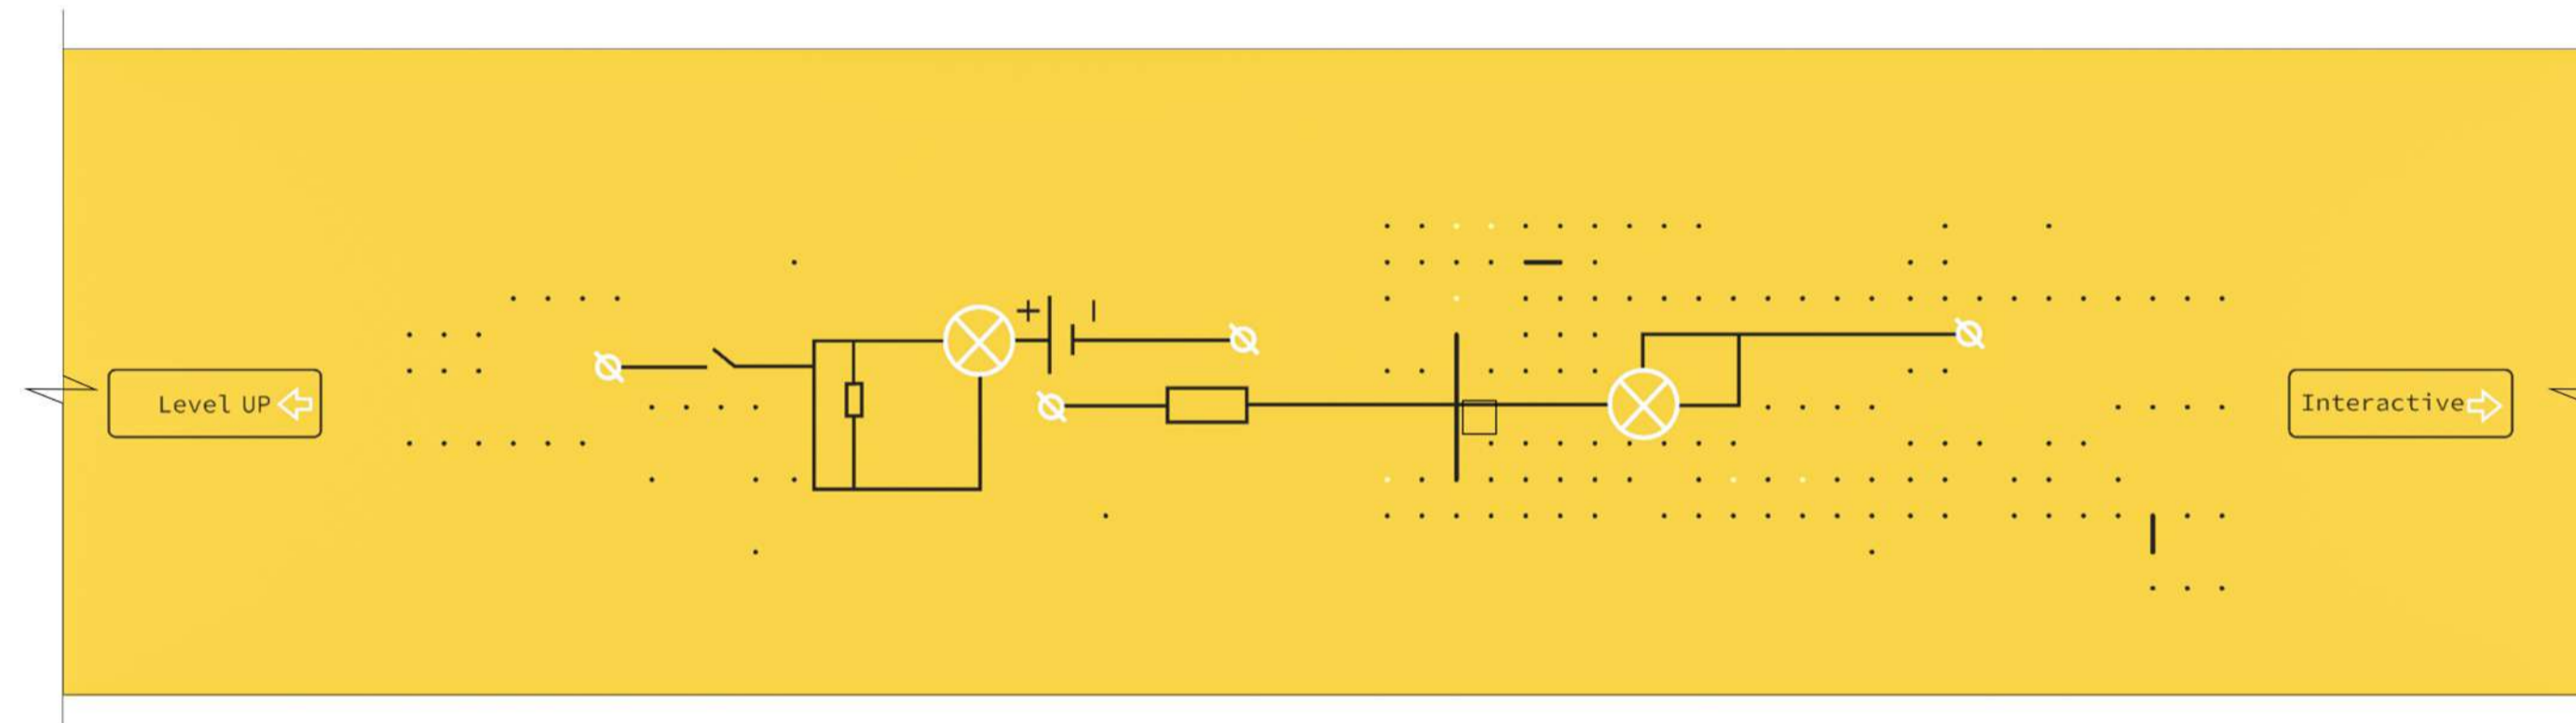 Level UP
+ |
Interactive